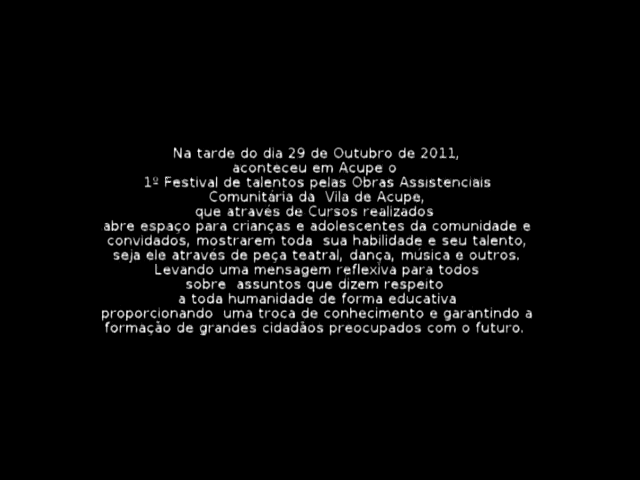 Na tarde do dia 29 de Outubro de 2011,
aconteceu em Acupe o
1º Festival de talentos pelas Obras Assistenciais
Comunitária da  Vila de Acupe,
que através de Cursos realizados
abre espaço para crianças e adolescentes da comunidade e
convidados, mostrarem toda  sua habilidade e seu talento,
seja ele através de peça teatral, dança, música e outros.
Levando uma mensagem reflexiva para todos
sobre  assuntos que dizem respeito
a toda humanidade de forma educativa
proporcionando  uma troca de conhecimento e garantindo a
formação de grandes cidadãos preocupados com o futuro.